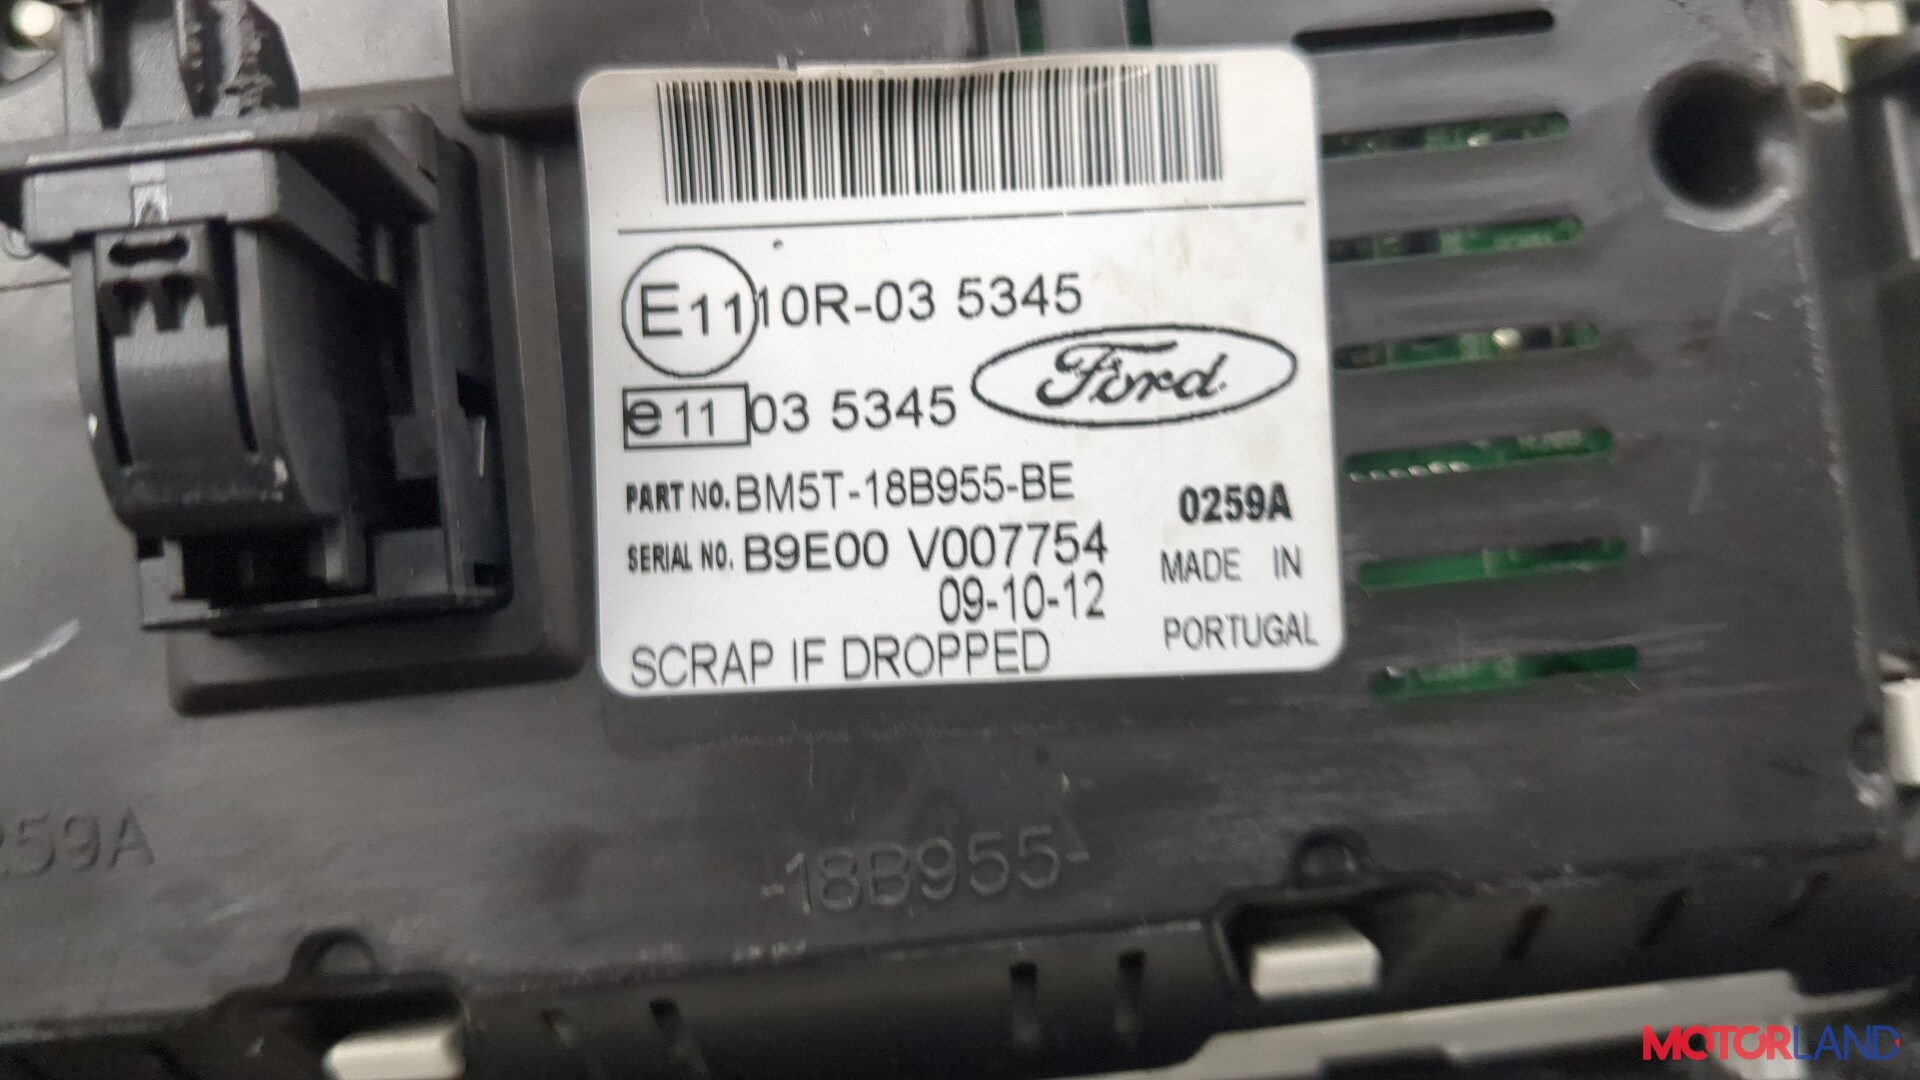 E11 10R-03 5345
e11 03 5345
Ford
PART NO. BM5T-18B955-BE
0259A
SERIAL NO. B9E00 V007754
MADE IN
09-10-12
PORTUGAL
SCRAP IF DROPPED
259A
-18B955-
MOTORLAND